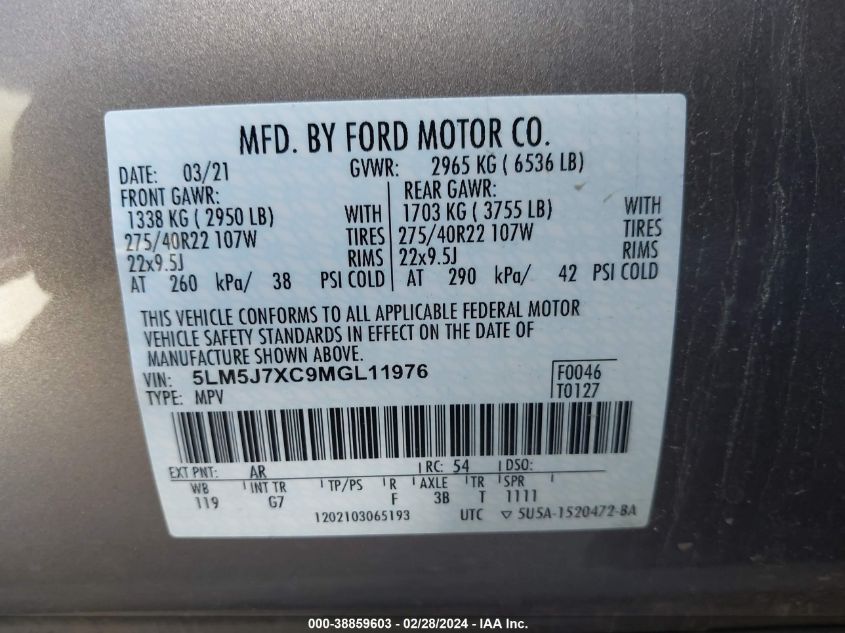 MFD. BY FORD MOTOR CO.
DATE: 03/21 GVWR: 2965 KG ( 6536 LB)
FRONT GAWR: REAR GAWR:
1338 KG ( 2950 LB) WITH 1703 KG ( 3755 LB) WITH
275/40R22 107W TIRES 275/40R22 107W TIRES
22x9.5J RIMS 22x9.5J RIMS
AT 260 kPa/ 38 PSI COLD AT 290 kPa/ 42 PSI COLD
THIS VEHICLE CONFORMS TO ALL APPLICABLE FEDERAL MOTOR
VEHICLE SAFETY STANDARDS IN EFFECT ON THE DATE OF
MANUFACTURE SHOWN ABOVE.
VIN: 5LM5J7XC9MGL11976 F0046
TYPE: MPV T0127
EXT PNT: AR RC: 54 DSO:
WB INT TR TP/PS R AXLE TR SPR
119 G7 F 3B T 1111
1202103065193 UTC ▽ 5U5A-1520472-BA
000-38859603 - 02/28/2024 - IAA Inc.